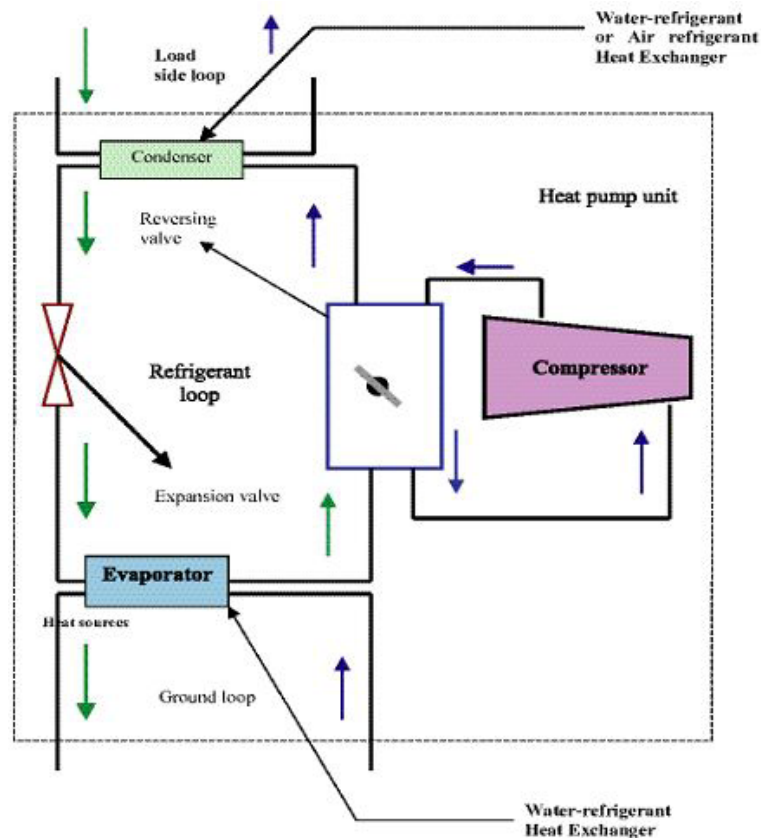 Water-refrigerant
or Air refrigerant
Heat Exchanger
Load
side loop
Condenser
Heat pump unit
Reversing
valve
Compressor
Refrigerant
loop
Expansion valve
Evaporator
Heat sources
Ground loop
Water-refrigerant
Heat Exchanger